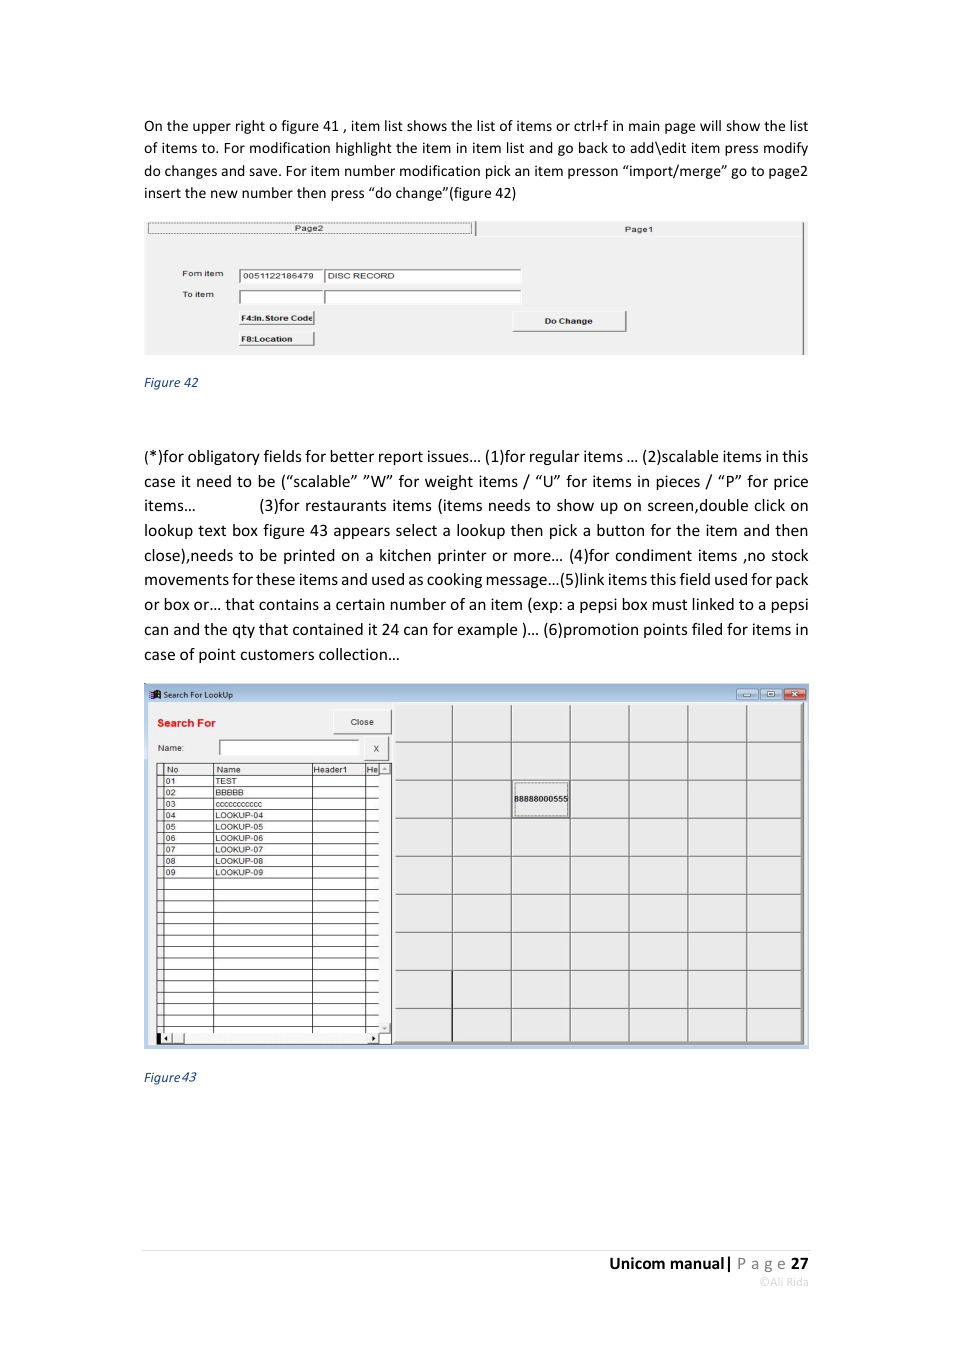 On the upper right o figure 41 , item list shows the list of items or ctrl+f in main page will show the list
of items to. For modification highlight the item in item list and go back to add\edit item press modify
do changes and save. For item number modification pick an item presson “import/merge” go to page2
insert the new number then press “do change”(figure 42)
Page2 Page1
Fom item 0051122186479 DISC RECORD
To item
F4:In.Store Code Do Change
F8:Location
Figure 42
(*)for obligatory fields for better report issues... (1)for regular items ... (2)scalable items in this
case it need to be (“scalable” ”W” for weight items / “U” for items in pieces / “P” for price
items... (3)for restaurants items (items needs to show up on screen,double click on
lookup text box figure 43 appears select a lookup then pick a button for the item and then
close),needs to be printed on a kitchen printer or more... (4)for condiment items ,no stock
movements for these items and used as cooking message...(5)link items this field used for pack
or box or... that contains a certain number of an item (exp: a pepsi box must linked to a pepsi
can and the qty that contained it 24 can for example )... (6)promotion points filed for items in
case of point customers collection...
Search For LookUp
Search For Close
Name: X
No Name Header1 He
01 TEST
02 BBBBB
03 ccccccccccc
04 LOOKUP-04
05 LOOKUP-05
06 LOOKUP-06
07 LOOKUP-07
08 LOOKUP-08
09 LOOKUP-09
88888000555
Figure 43
Unicom manual| P a g e 27
©Ali Rida